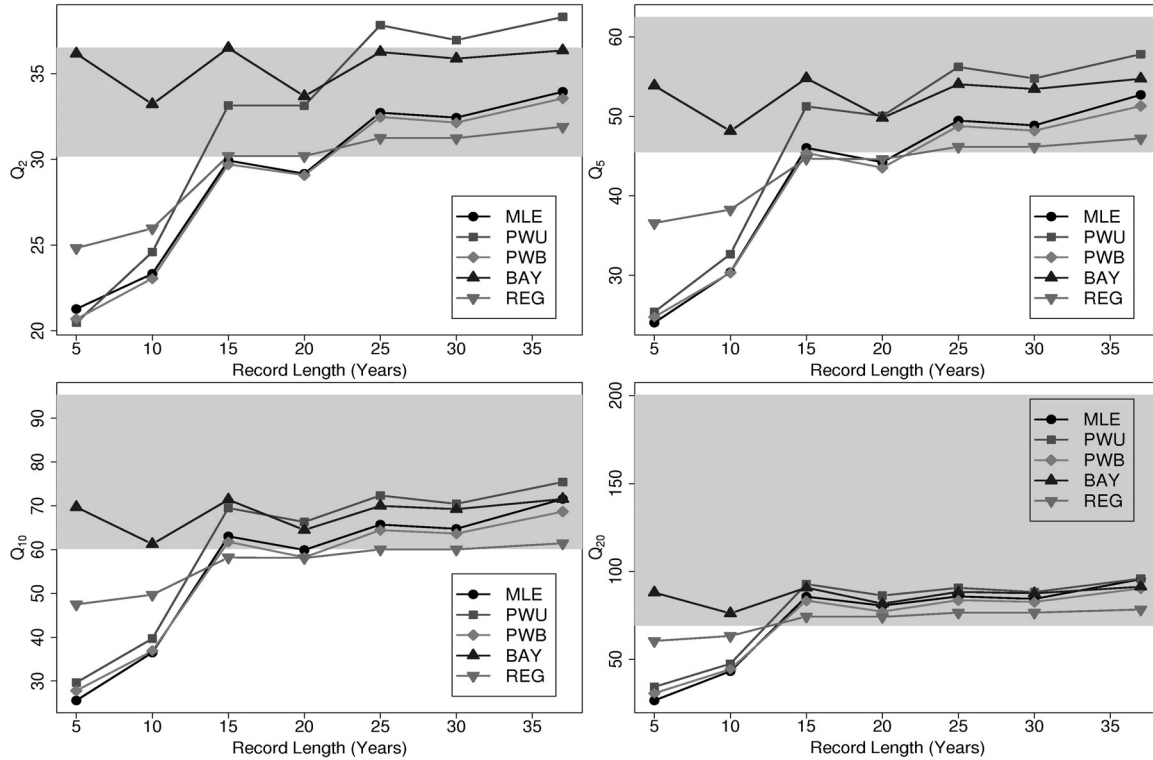 Q2
35
30
25
20
MLE
PWU
PWB
BAY
REG
5 10 15 20 25 30 35
Record Length (Years)
Q5
60
50
40
30
MLE
PWU
PWB
BAY
REG
5 10 15 20 25 30 35
Record Length (Years)
Q10
90
80
70
60
50
40
30
MLE
PWU
PWB
BAY
REG
5 10 15 20 25 30 35
Record Length (Years)
Q20
200
150
100
50
MLE
PWU
PWB
BAY
REG
5 10 15 20 25 30 35
Record Length (Years)